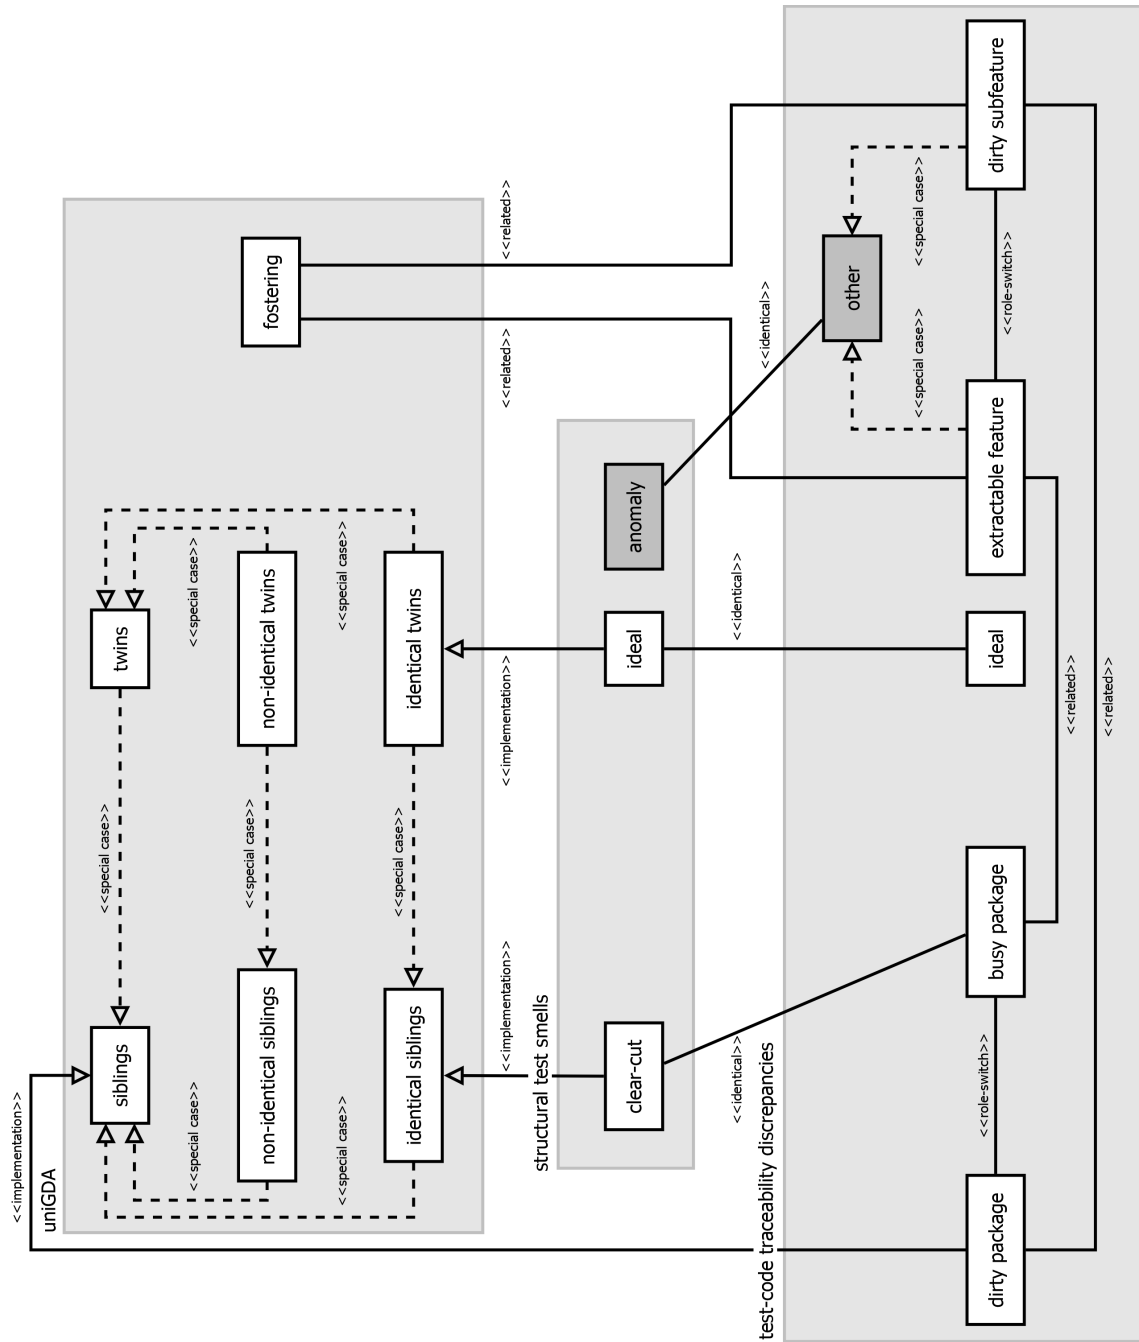 <<implementation>>
uniGDA
<<special case>>
siblings
twins
<<special case>>
<<special case>>
<<special case>>
non-identical siblings
non-identical twins
fostering
<<special case>>
<<special case>>
<<special case>>
identical siblings
identical twins
<<implementation>>
<<implementation>>
<<related>>
<<related>>
structural test smells
clear-cut
ideal
anomaly
<<identical>>
<<identical>>
<<identical>>
test-code traceability discrepancies
other
<<special case>>
<<special case>>
<<role-switch>>
<<role-switch>>
dirty package
busy package
ideal
extractable feature
dirty subfeature
<<related>>
<<related>>